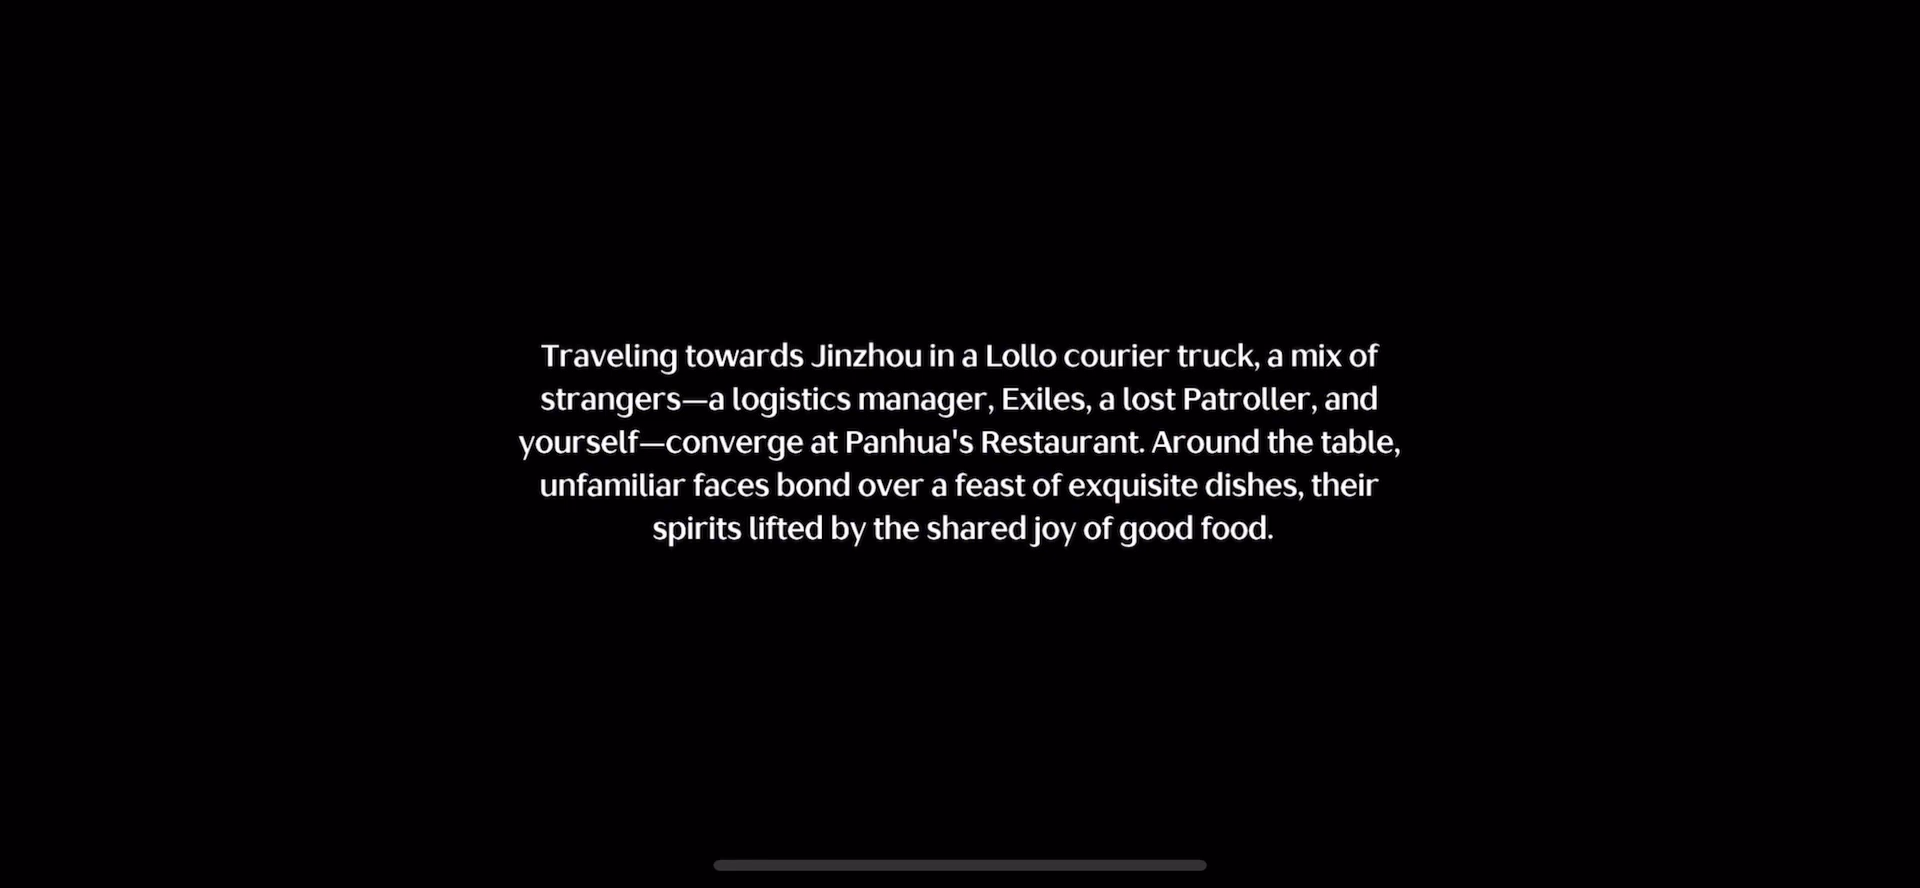 Traveling towards Jinzhou in a Lollo courier truck, a mix of
strangers—a logistics manager, Exiles, a lost Patroller, and
yourself—converge at Panhua's Restaurant. Around the table,
unfamiliar faces bond over a feast of exquisite dishes, their
spirits lifted by the shared joy of good food.